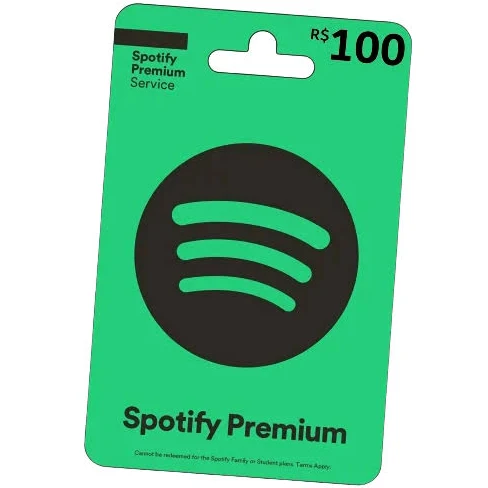 R$100
Spotify
Premium
Service
Spotify Premium
Cannot be redeemed for the Spotify Family or Student plans. Terms Apply.